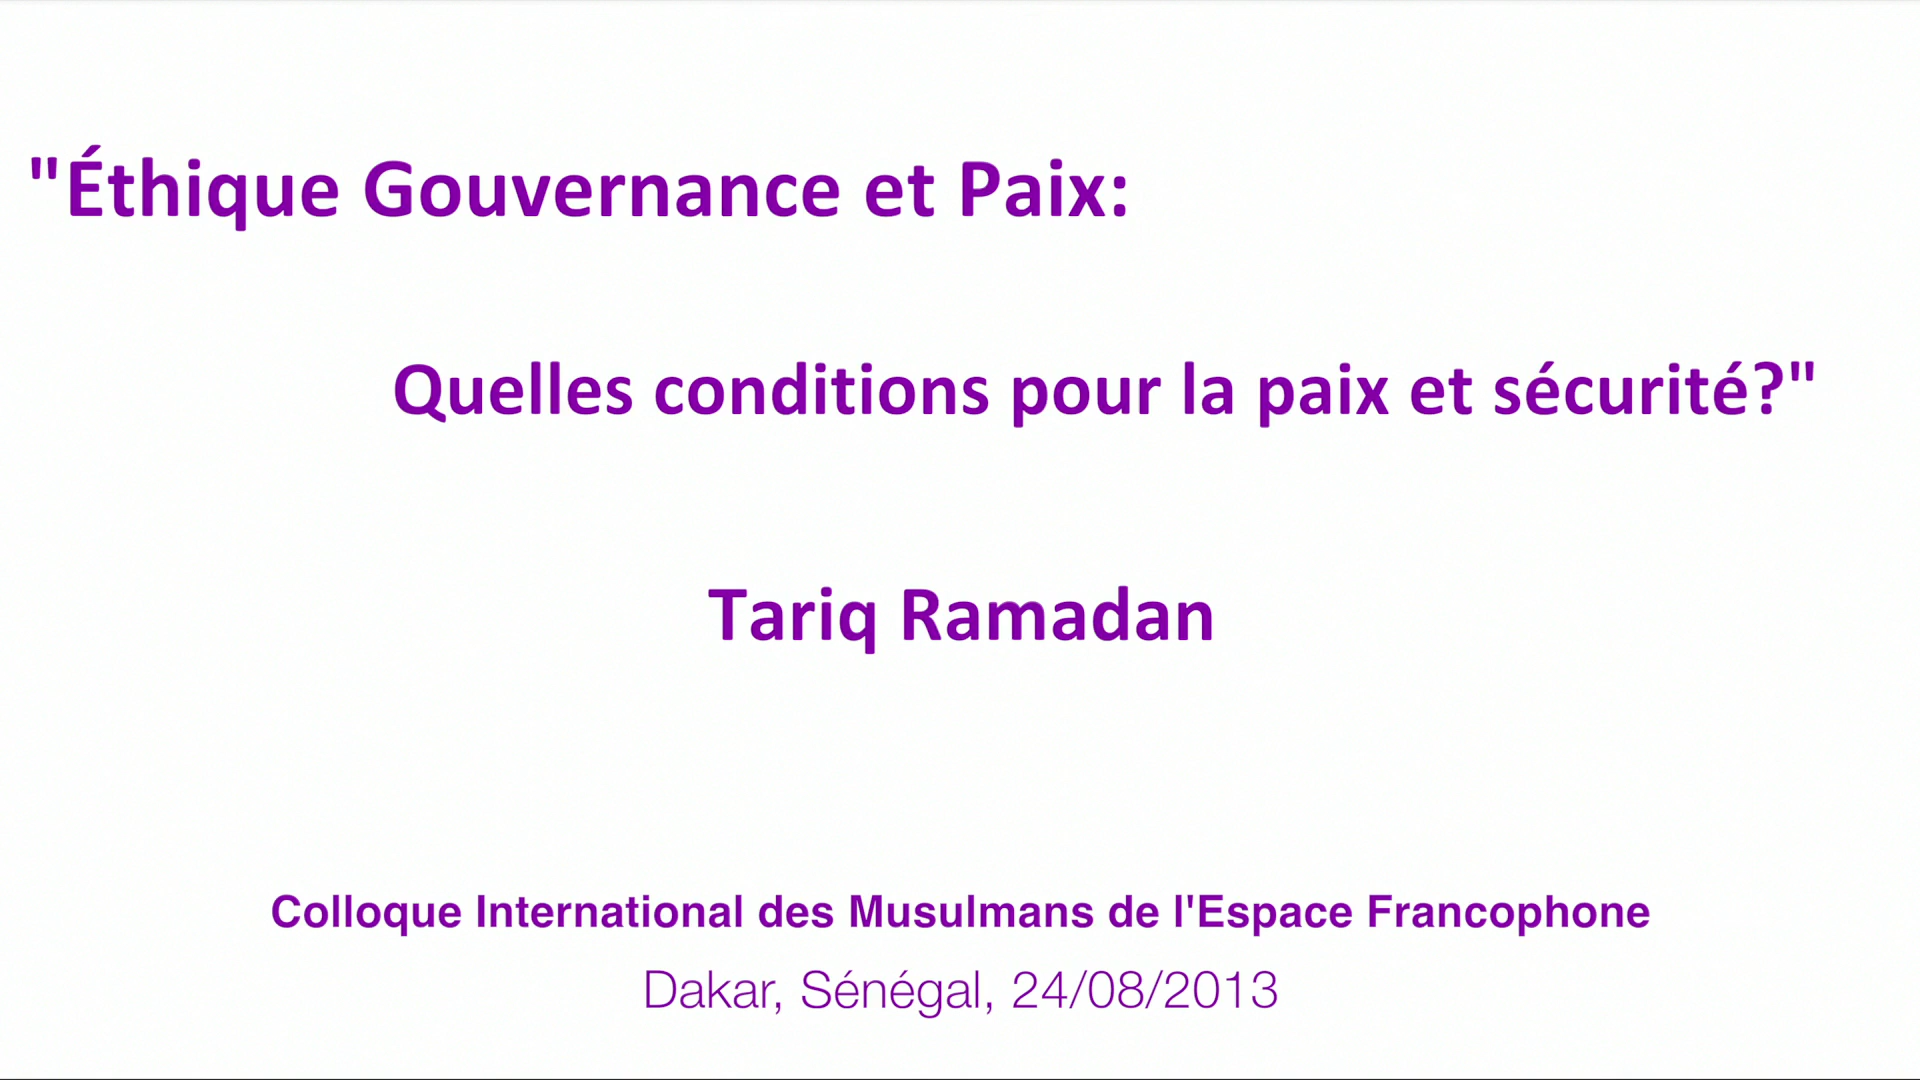 "Éthique Gouvernance et Paix:
Quelles conditions pour la paix et sécurité?"
Tariq Ramadan
Colloque International des Musulmans de l'Espace Francophone
Dakar, Sénégal, 24/08/2013